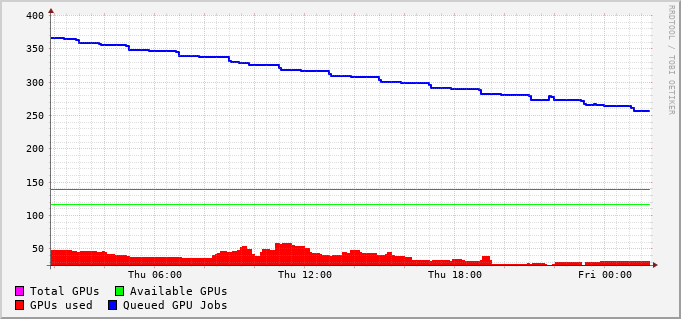 400
350
300
250
200
150
100
50
Thu 06:00 Thu 12:00 Thu 18:00 Fri 00:00
Total GPUs Available GPUs
GPUs used Queued GPU Jobs
RRDTOOL / TOBI OETIKER